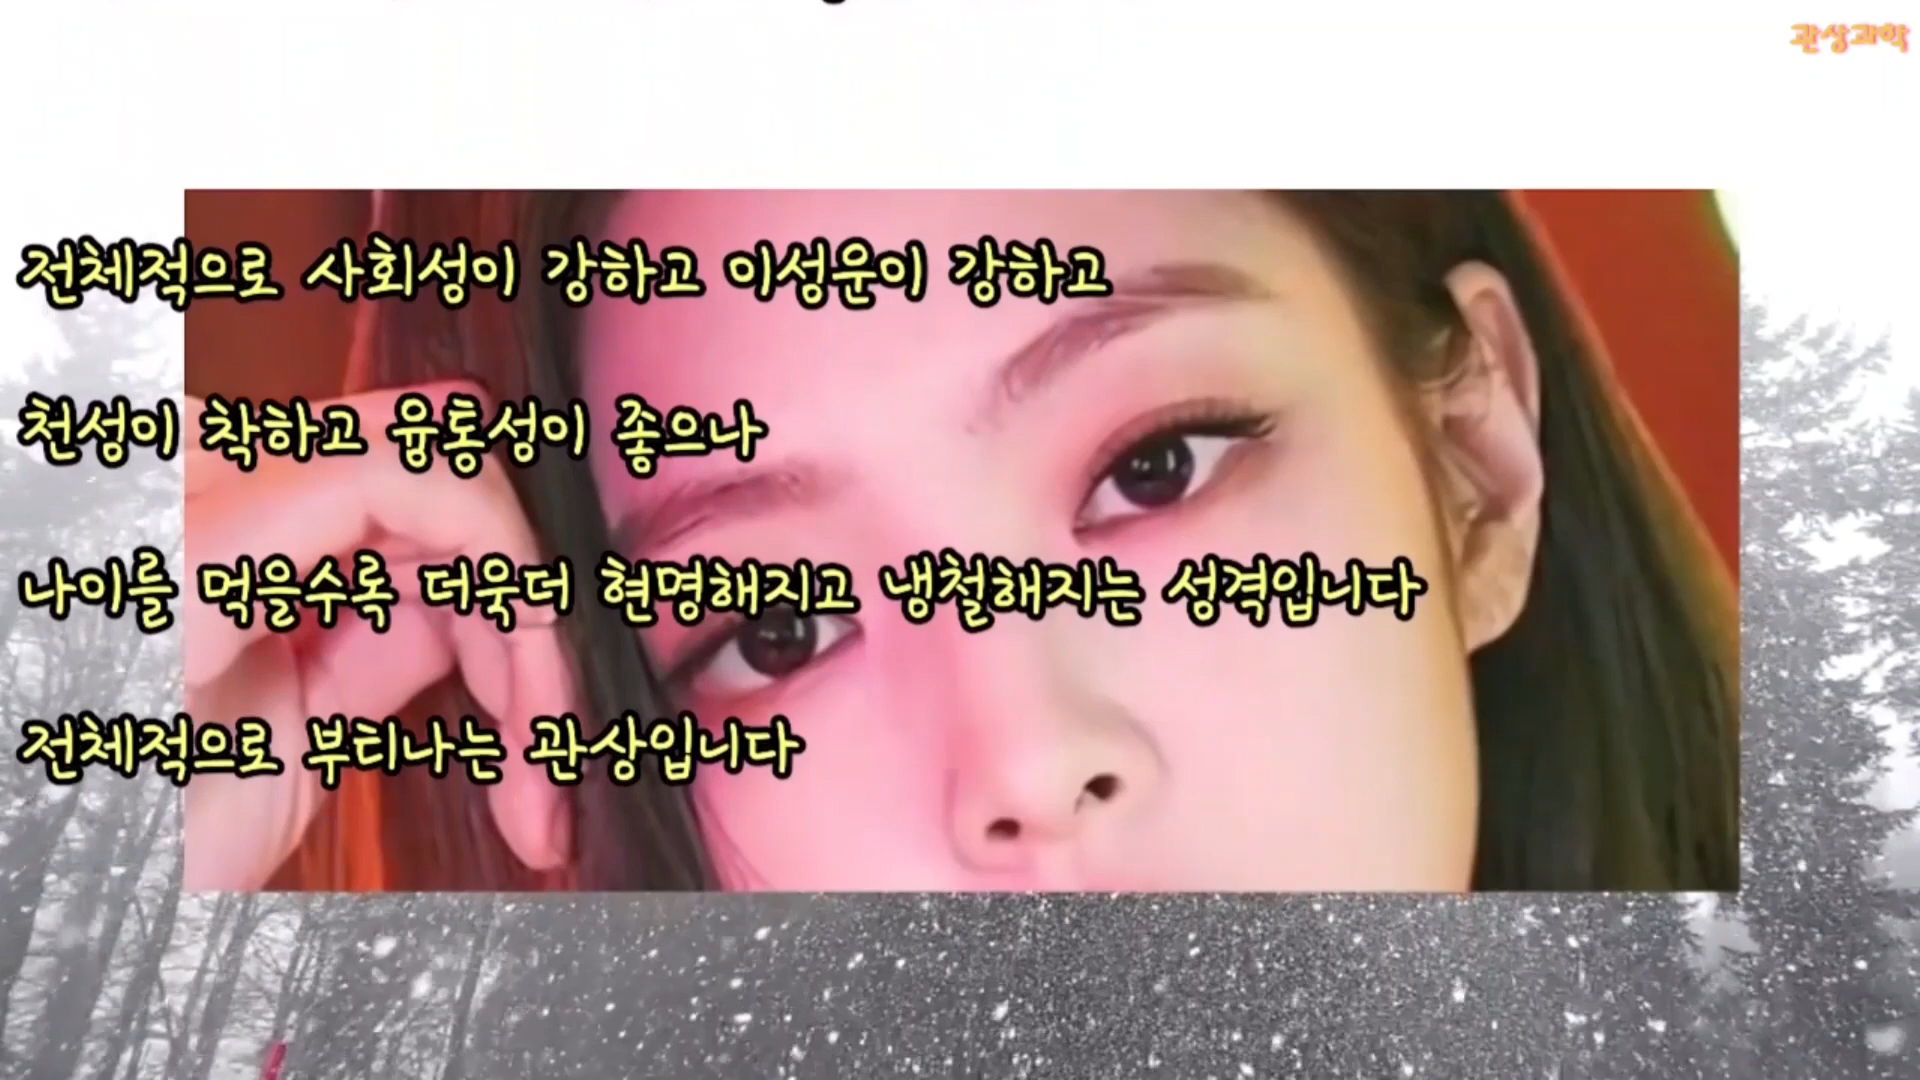 관상과학
전체적으로 사회성이 강하고 이성운이 강하고
천성이 착하고 융통성이 좋으나
나이를 먹을수록 더욱더 현명해지고 냉철해지는 성격입니다
전체적으로 부티나는 관상입니다